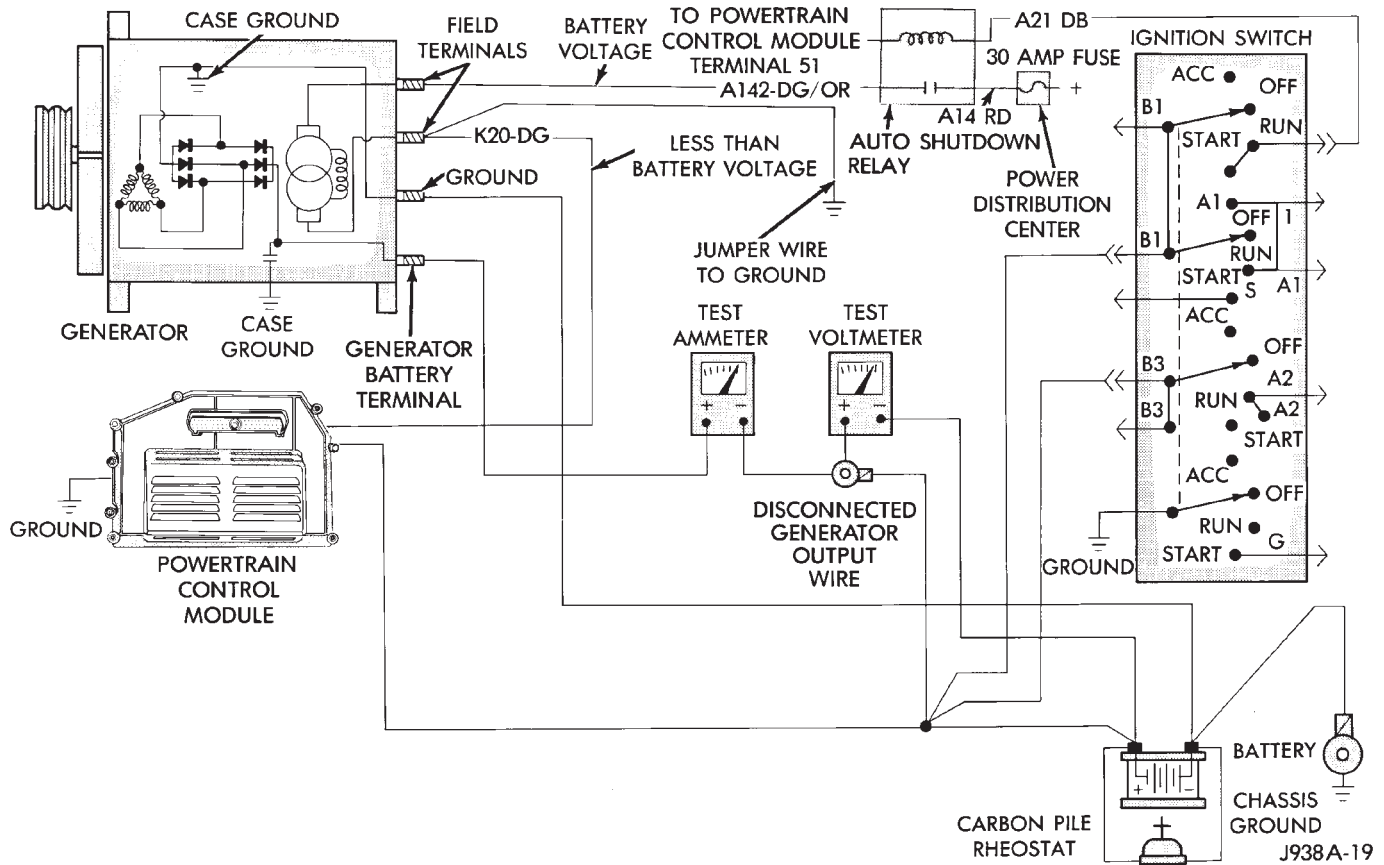 CASE GROUND
FIELD
TERMINALS
BATTERY
VOLTAGE
TO POWERTRAIN
CONTROL MODULE
TERMINAL 51
A142-DG/OR
A21 DB
30 AMP FUSE
+
A14 RD
AUTO SHUTDOWN
RELAY
POWER
DISTRIBUTION
CENTER
IGNITION SWITCH
ACC
OFF
B1
START
RUN
A1
1
OFF
B1
RUN
START
S
A1
ACC
OFF
B3
A2
RUN
B3
A2
START
ACC
OFF
RUN
G
START
GROUND
K20-DG
LESS THAN
BATTERY VOLTAGE
GROUND
JUMPER WIRE
TO GROUND
GENERATOR
CASE
GROUND
GENERATOR
BATTERY
TERMINAL
TEST
AMMETER
+ −
TEST
VOLTMETER
+ −
DISCONNECTED
GENERATOR
OUTPUT
WIRE
GROUND
POWERTRAIN
CONTROL
MODULE
+ −
BATTERY
CHASSIS
GROUND
CARBON PILE
RHEOSTAT
J938A-19